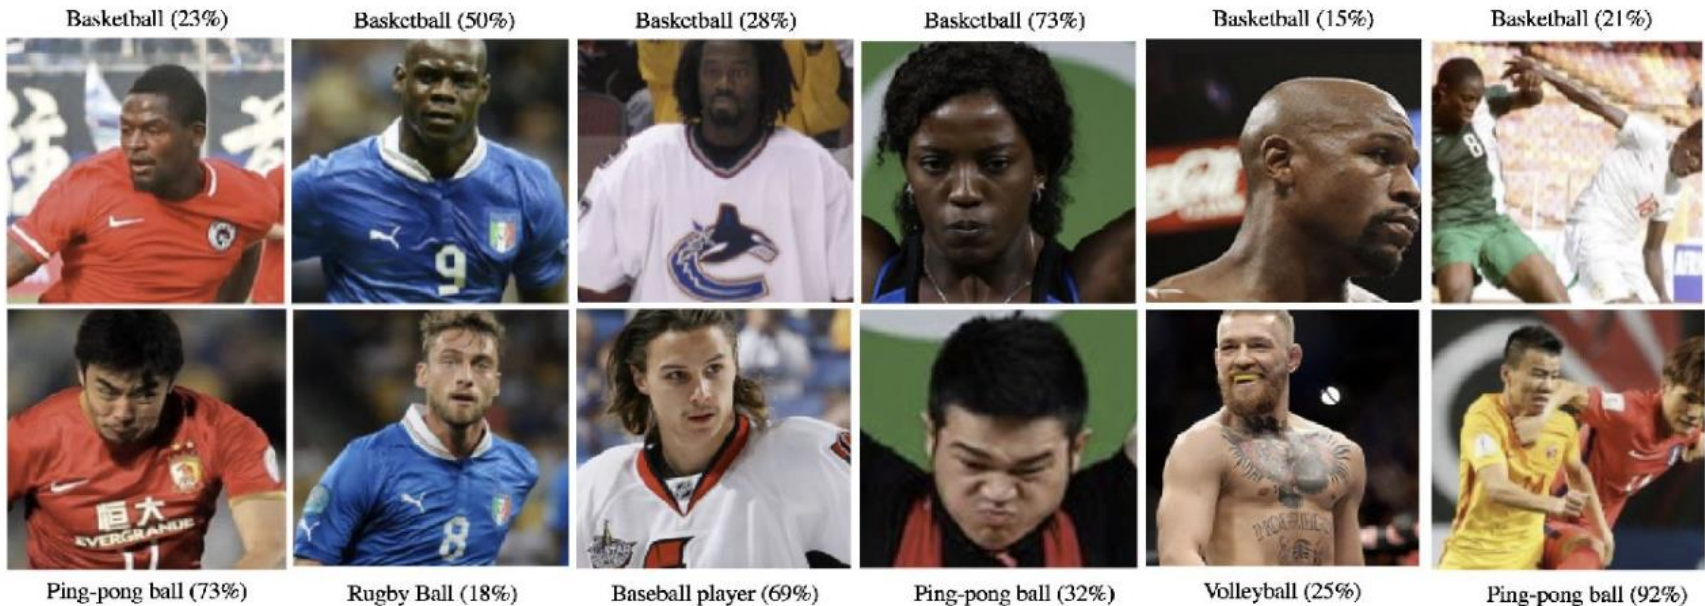 Basketball (23%)
Basketball (50%)
Basketball (28%)
Basketball (73%)
Basketball (15%)
Basketball (21%)
9
8
恒大
EVERGRANDE
8
Ping-pong ball (73%)
Rugby Ball (18%)
Baseball player (69%)
Ping-pong ball (32%)
Volleyball (25%)
Ping-pong ball (92%)